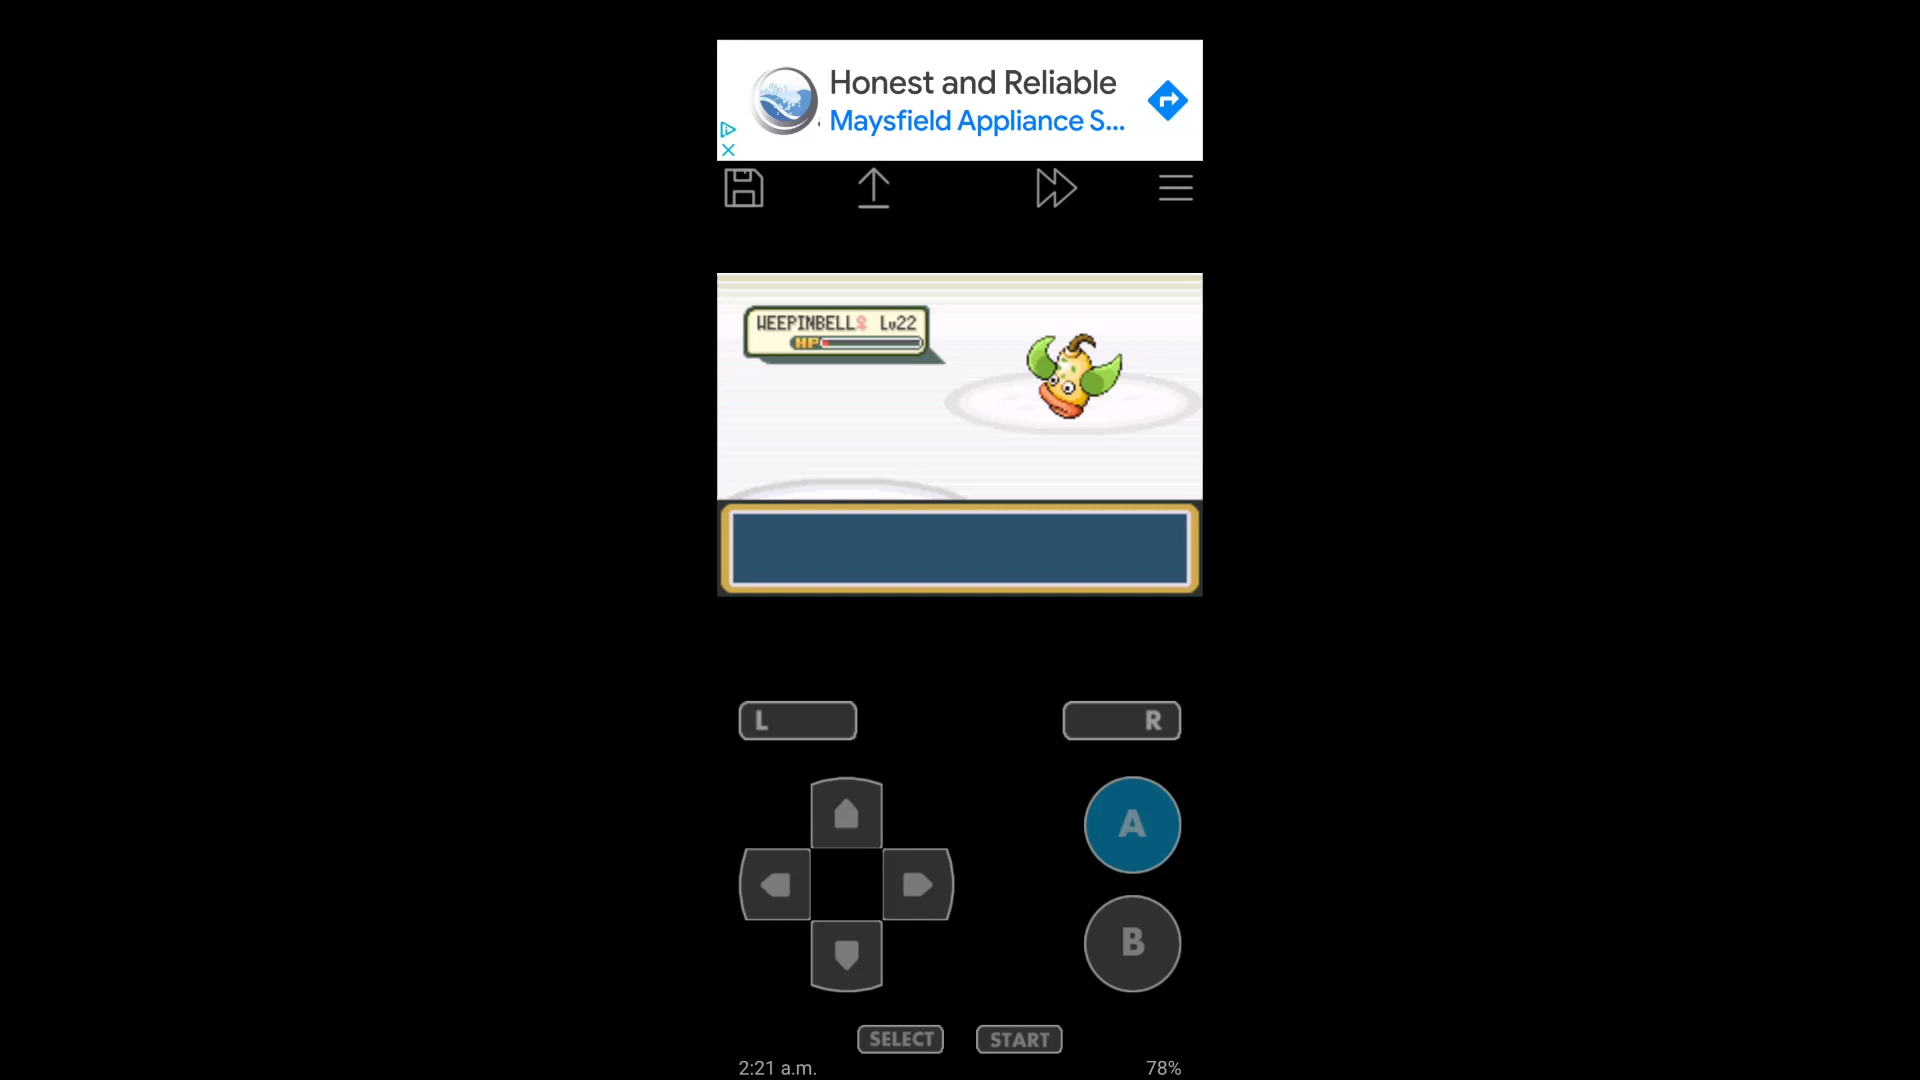 Honest and Reliable
Maysfield Appliance S...
WEEPINBELL♀ Lv22
HP
L
R
A
B
SELECT
START
2:21 a.m.
78%